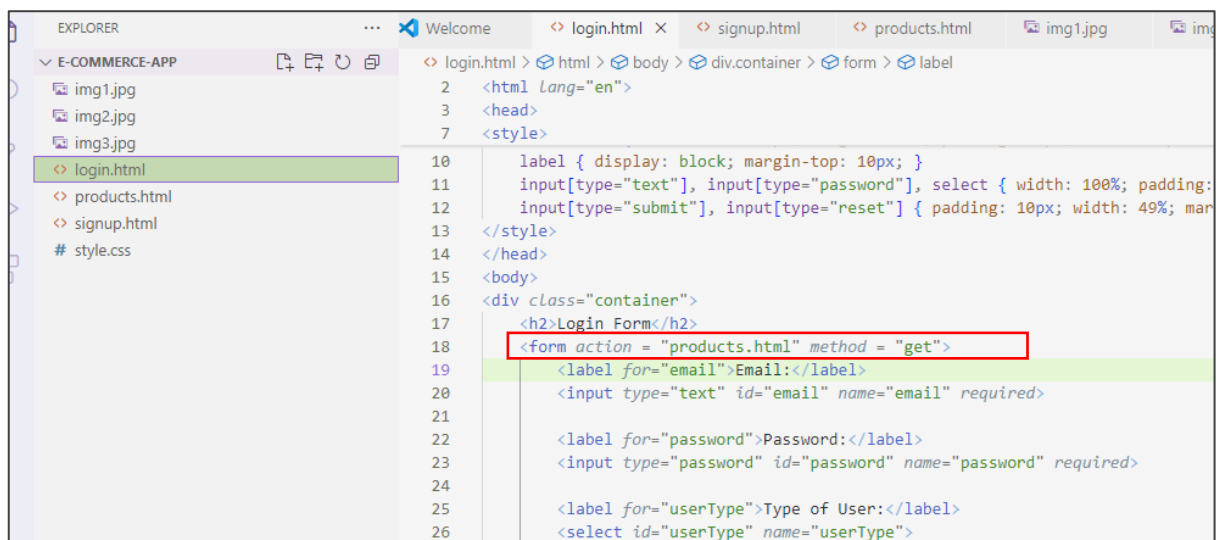 EXPLORER ...
E-COMMERCE-APP
img1.jpg
img2.jpg
img3.jpg
<> login.html
<> products.html
<> signup.html
# style.css
Welcome <> login.html × <> signup.html <> products.html img1.jpg
<> login.html > html > body > div.container > form > label
2 <html lang="en">
3 <head>
7 <style>
10 label { display: block; margin-top: 10px; }
11 input[type="text"], input[type="password"], select { width: 100%; padding:
12 input[type="submit"], input[type="reset"] { padding: 10px; width: 49%; mar
13 </style>
14 </head>
15 <body>
16 <div class="container">
17 <h2>Login Form</h2>
18 <form action = "products.html" method = "get">
19 <label for="email">Email:</label>
20 <input type="text" id="email" name="email" required>
21
22 <label for="password">Password:</label>
23 <input type="password" id="password" name="password" required>
24
25 <label for="userType">Type of User:</label>
26 <select id="userType" name="userType">